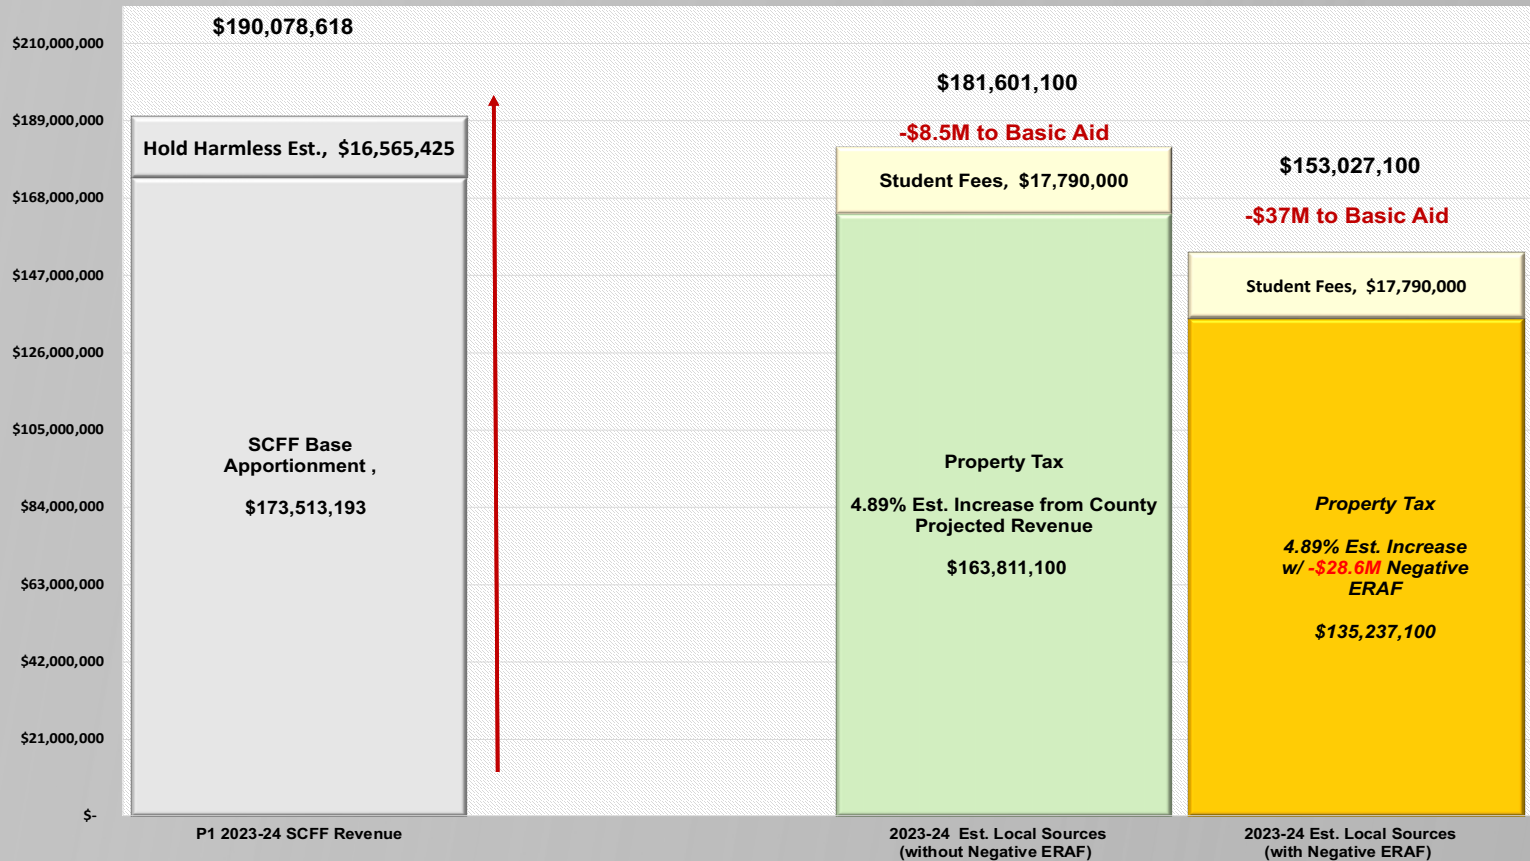 $190,078,618
$210,000,000
$189,000,000
$168,000,000
$147,000,000
$126,000,000
$105,000,000
$84,000,000
$63,000,000
$42,000,000
$21,000,000
$-
Hold Harmless Est.,  $16,565,425
SCFF Base
Apportionment ,
$173,513,193
P1 2023-24 SCFF Revenue
$181,601,100
-$8.5M to Basic Aid
Student Fees,  $17,790,000
Property Tax
4.89% Est. Increase from County
Projected Revenue
$163,811,100
2023-24  Est. Local Sources
(without Negative ERAF)
$153,027,100
-$37M to Basic Aid
Student Fees,  $17,790,000
Property Tax
4.89% Est. Increase
w/ -$28.6M Negative
ERAF
$135,237,100
2023-24 Est. Local Sources
(with Negative ERAF)